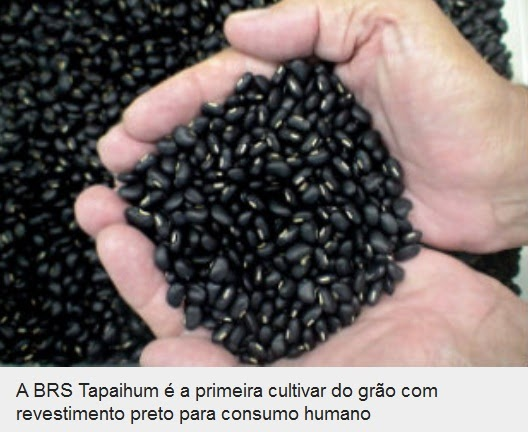 A BRS Tapaihum é a primeira cultivar do grão com
revestimento preto para consumo humano